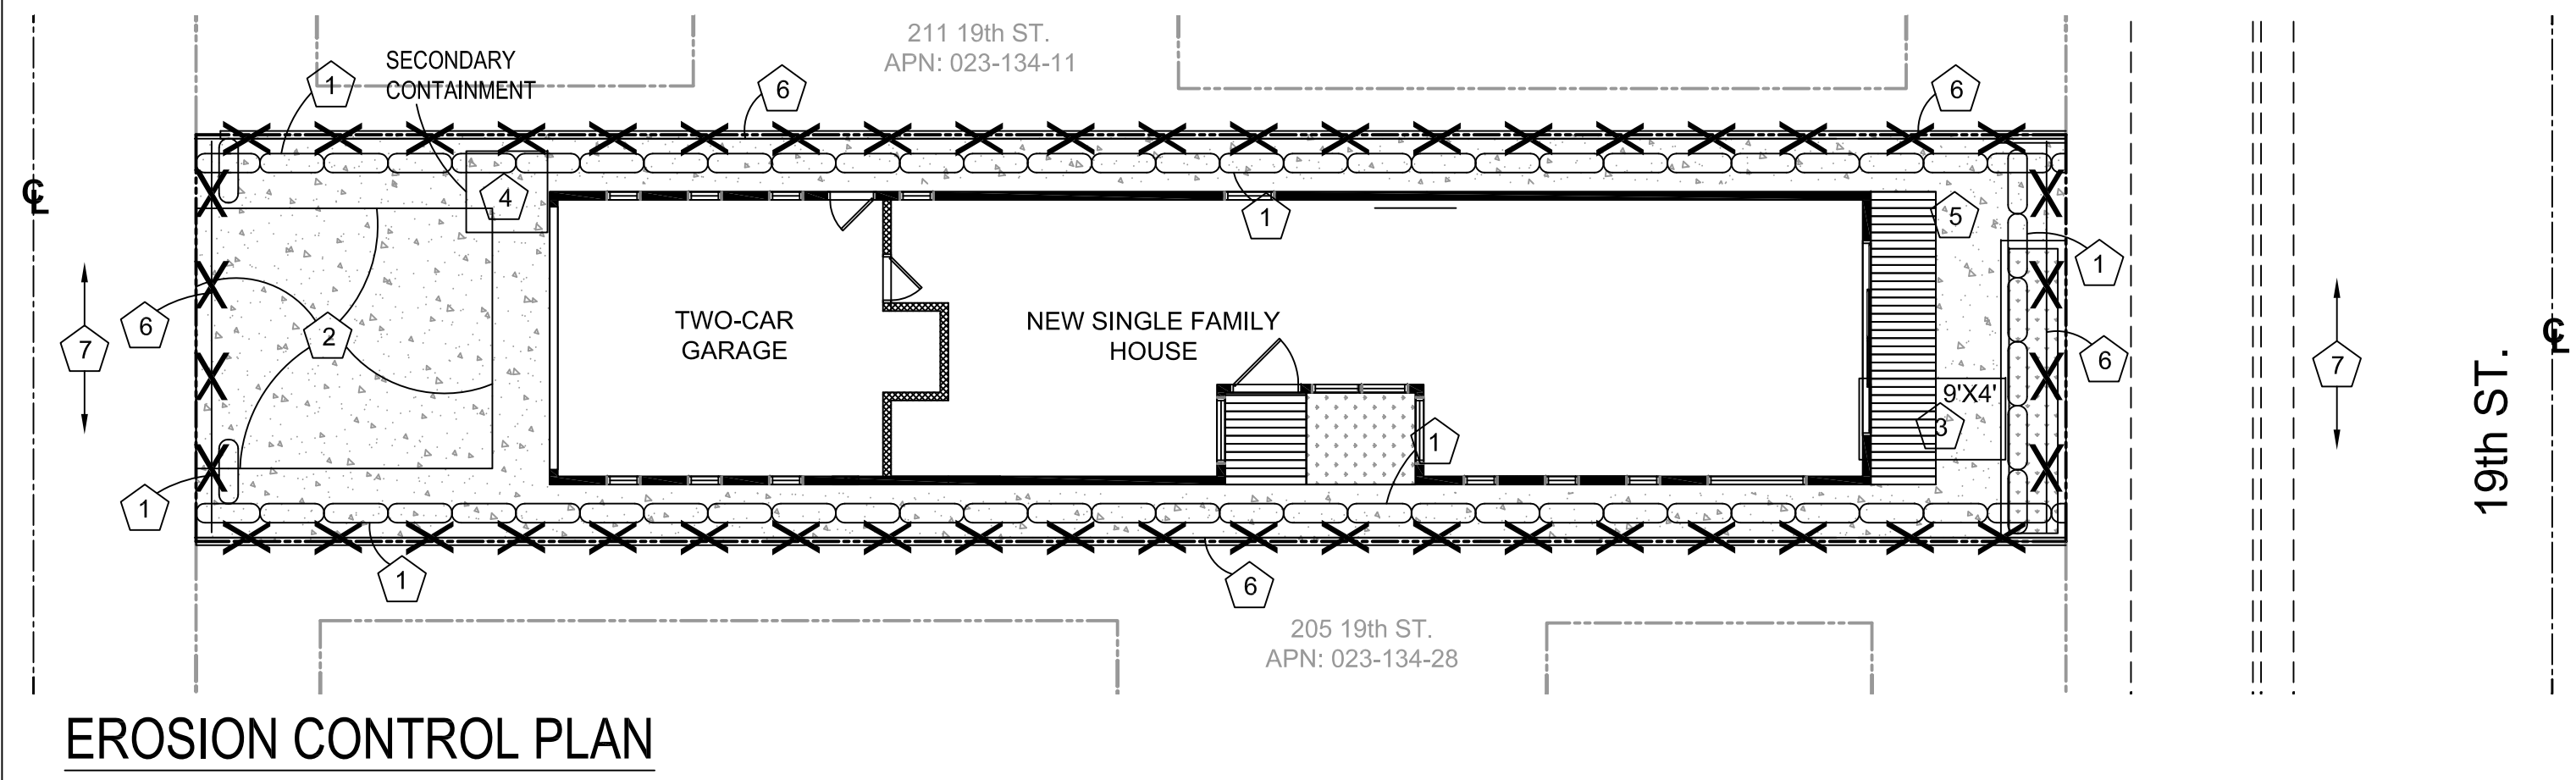 211 19th ST.
APN: 023-134-11
SECONDARY
CONTAINMENT
1
6
6
4
1
5
℄
1
7
6
2
TWO-CAR
GARAGE
NEW SINGLE FAMILY
HOUSE
6
7
℄
19th ST.
9'X4'
3
1
1
1
6
205 19th ST.
APN: 023-134-28
EROSION CONTROL PLAN